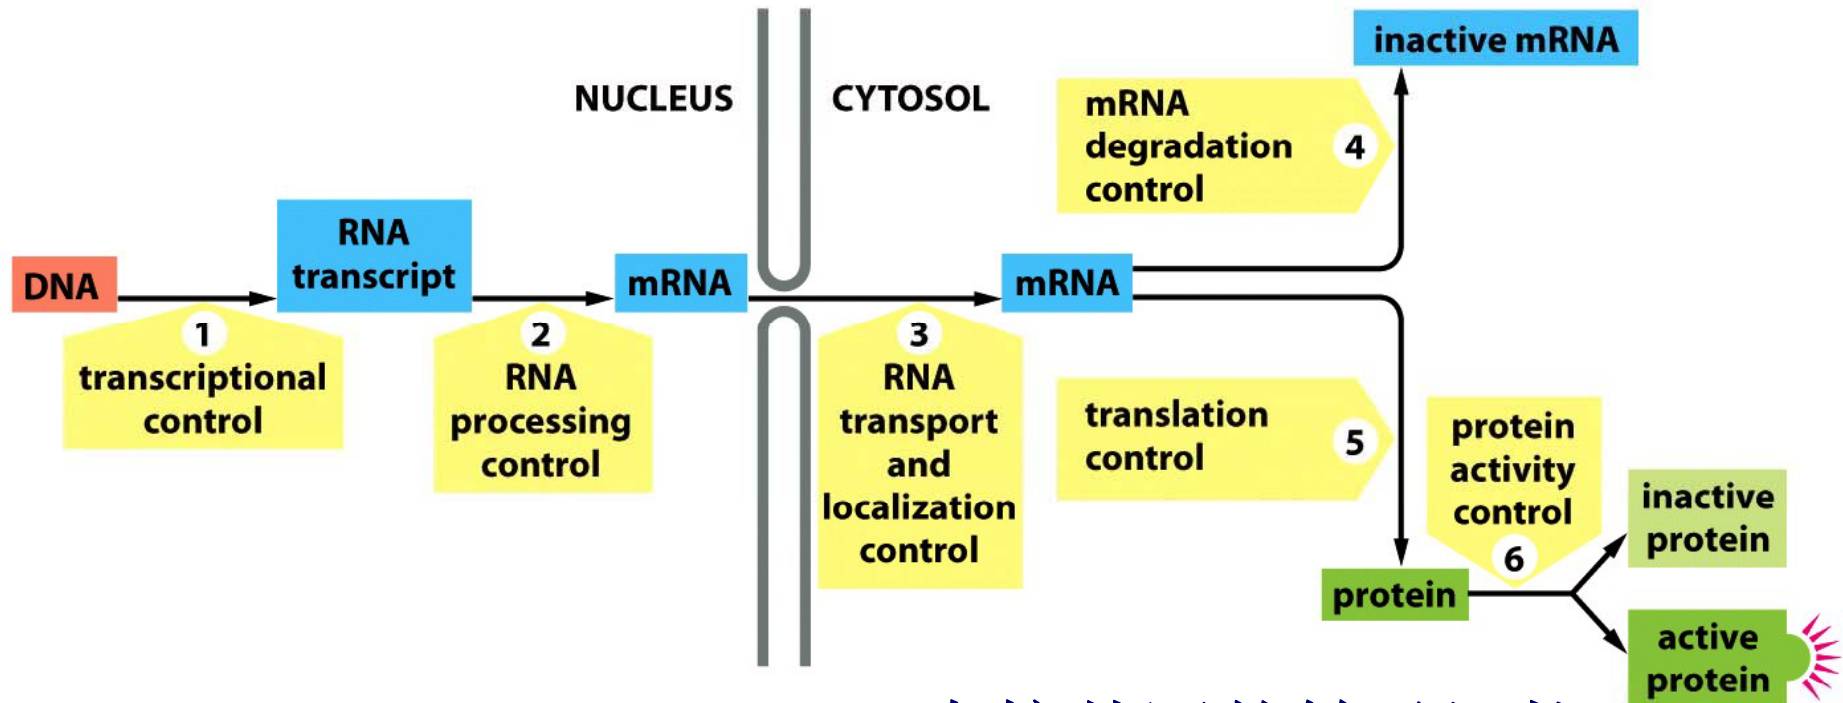 NUCLEUS
CYTOSOL
inactive mRNA
mRNA
degradation
control
4
DNA
RNA
transcript
mRNA
mRNA
1
transcriptional
control
2
RNA
processing
control
3
RNA
transport
and
localization
control
translation
control
5
protein
activity
control
6
protein
inactive
protein
active
protein